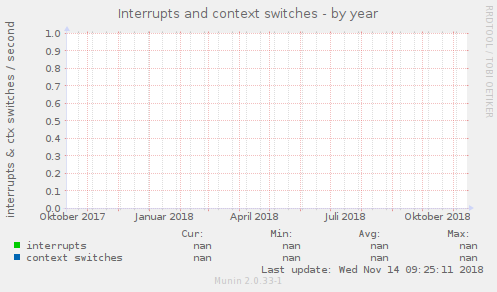 Interrupts and context switches - by year
RRDTOOL / TOBI OETIKER
interrupts & ctx switches / second
1.0
0.9
0.8
0.7
0.6
0.5
0.4
0.3
0.2
0.1
0.0
Oktober 2017 Januar 2018 April 2018 Juli 2018 Oktober 2018
Cur: Min: Avg: Max:
interrupts nan nan nan nan
context switches nan nan nan nan
Last update: Wed Nov 14 09:25:11 2018
Munin 2.0.33-1